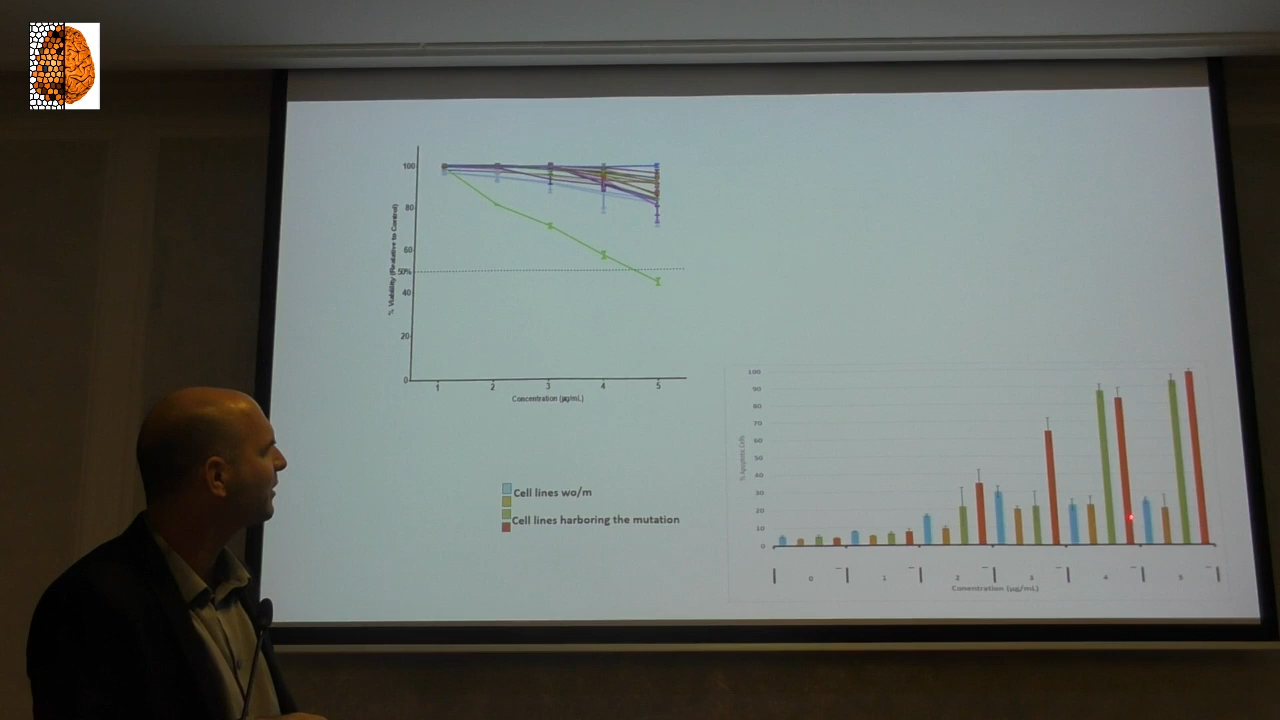 100
80
60
50%
40
20
0
% Viability (Realative to Control)
1 2 3 4 5
Concentration (µg/mL)
Cell lines wo/m
Cell lines harboring the mutation
100
90
80
70
60
50
40
30
20
10
0
% Apoptotic Cells
0 1 2 3 4 5
Conentration (µg/mL)